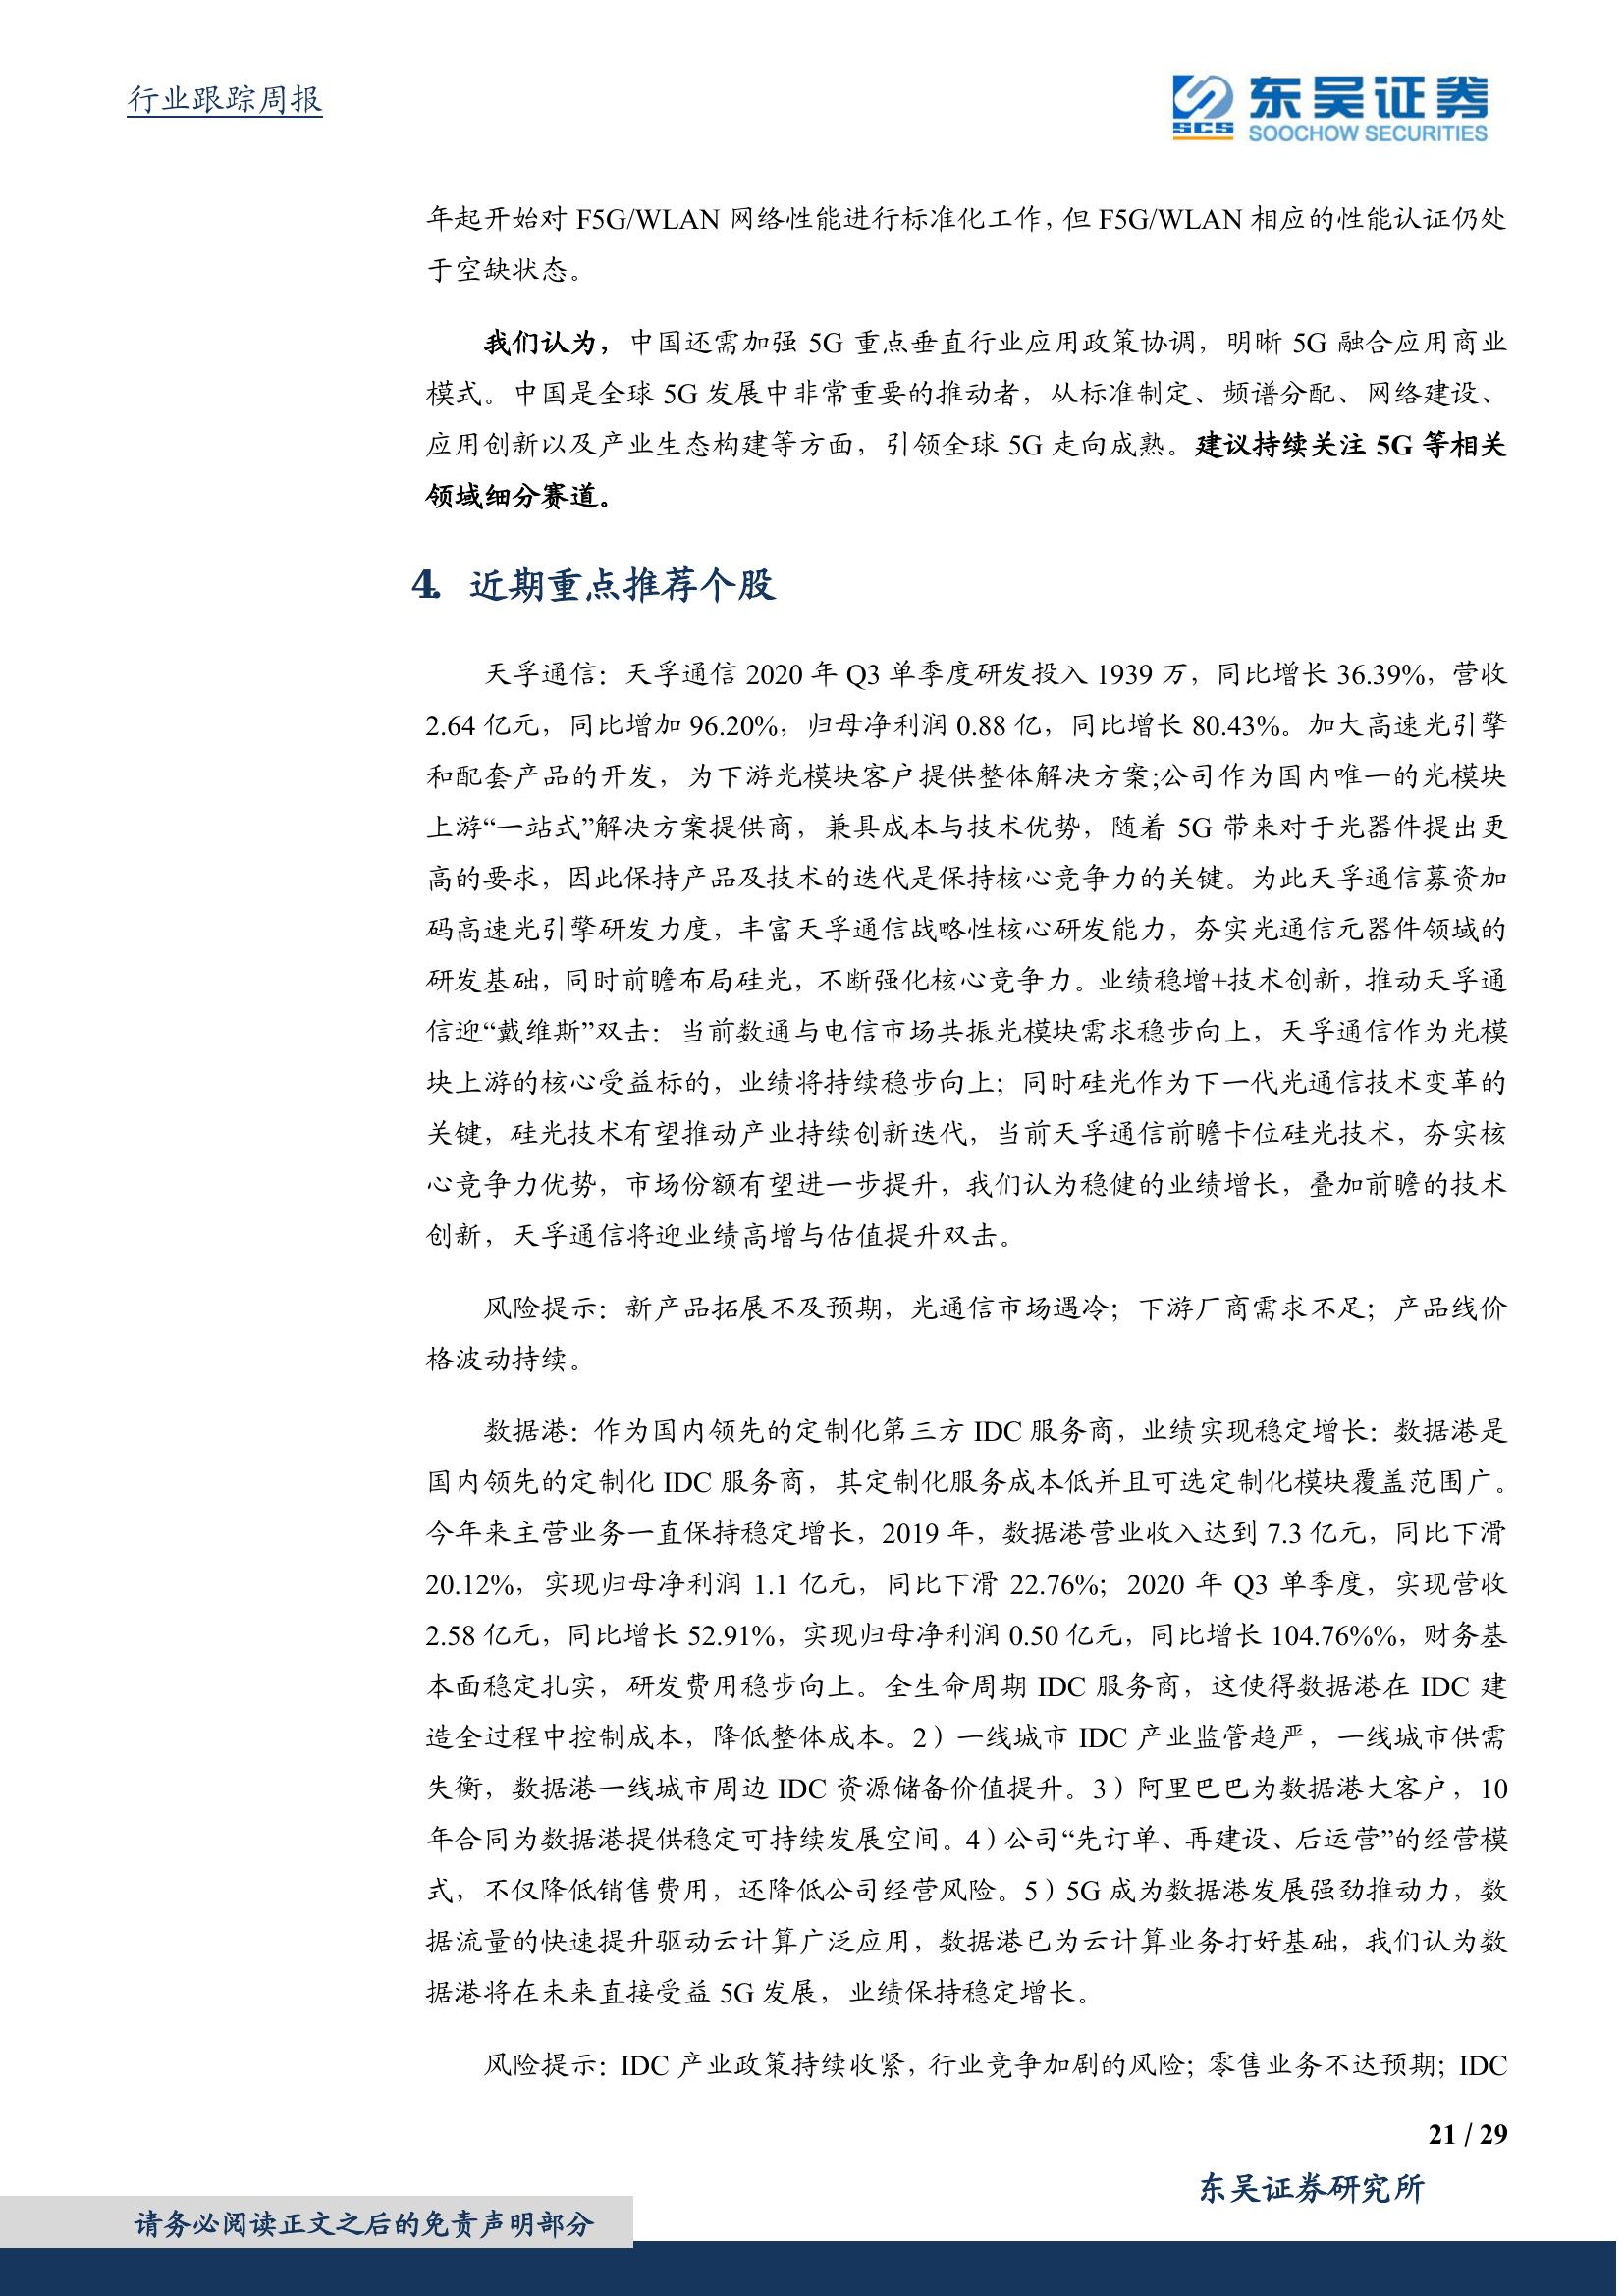 行业跟踪周报
SCS
东吴证券
SOOCHOW SECURITIES
年起开始对 F5G/WLAN 网络性能进行标准化工作，但 F5G/WLAN 相应的性能认证仍处
于空缺状态。
我们认为，中国还需加强 5G 重点垂直行业应用政策协调，明晰 5G 融合应用商业
模式。中国是全球 5G 发展中非常重要的推动者，从标准制定、频谱分配、网络建设、
应用创新以及产业生态构建等方面，引领全球 5G 走向成熟。建议持续关注 5G 等相关
领域细分赛道。
4. 近期重点推荐个股
天孚通信：天孚通信 2020 年 Q3 单季度研发投入 1939 万，同比增长 36.39%，营收
2.64 亿元，同比增加 96.20%，归母净利润 0.88 亿，同比增长 80.43%。加大高速光引擎
和配套产品的开发，为下游光模块客户提供整体解决方案;公司作为国内唯一的光模块
上游“一站式”解决方案提供商，兼具成本与技术优势，随着 5G 带来对于光器件提出更
高的要求，因此保持产品及技术的迭代是保持核心竞争力的关键。为此天孚通信募资加
码高速光引擎研发力度，丰富天孚通信战略性核心研发能力，夯实光通信元器件领域的
研发基础，同时前瞻布局硅光，不断强化核心竞争力。业绩稳增+技术创新，推动天孚通
信迎“戴维斯”双击：当前数通与电信市场共振光模块需求稳步向上，天孚通信作为光模
块上游的核心受益标的，业绩将持续稳步向上；同时硅光作为下一代光通信技术变革的
关键，硅光技术有望推动产业持续创新迭代，当前天孚通信前瞻卡位硅光技术，夯实核
心竞争力优势，市场份额有望进一步提升，我们认为稳健的业绩增长，叠加前瞻的技术
创新，天孚通信将迎业绩高增与估值提升双击。
风险提示：新产品拓展不及预期，光通信市场遇冷；下游厂商需求不足；产品线价
格波动持续。
数据港：作为国内领先的定制化第三方 IDC 服务商，业绩实现稳定增长：数据港是
国内领先的定制化 IDC 服务商，其定制化服务成本低并且可选定制化模块覆盖范围广。
今年来主营业务一直保持稳定增长，2019 年，数据港营业收入达到 7.3 亿元，同比下滑
20.12%，实现归母净利润 1.1 亿元，同比下滑 22.76%；2020 年 Q3 单季度，实现营收
2.58 亿元，同比增长 52.91%，实现归母净利润 0.50 亿元，同比增长 104.76%%，财务基
本面稳定扎实，研发费用稳步向上。全生命周期 IDC 服务商，这使得数据港在 IDC 建
造全过程中控制成本，降低整体成本。2）一线城市 IDC 产业监管趋严，一线城市供需
失衡，数据港一线城市周边 IDC 资源储备价值提升。3）阿里巴巴为数据港大客户，10
年合同为数据港提供稳定可持续发展空间。4）公司“先订单、再建设、后运营”的经营模
式，不仅降低销售费用，还降低公司经营风险。5）5G 成为数据港发展强劲推动力，数
据流量的快速提升驱动云计算广泛应用，数据港已为云计算业务打好基础，我们认为数
据港将在未来直接受益 5G 发展，业绩保持稳定增长。
风险提示：IDC 产业政策持续收紧，行业竞争加剧的风险；零售业务不达预期；IDC
21 / 29
东吴证券研究所
请务必阅读正文之后的免责声明部分